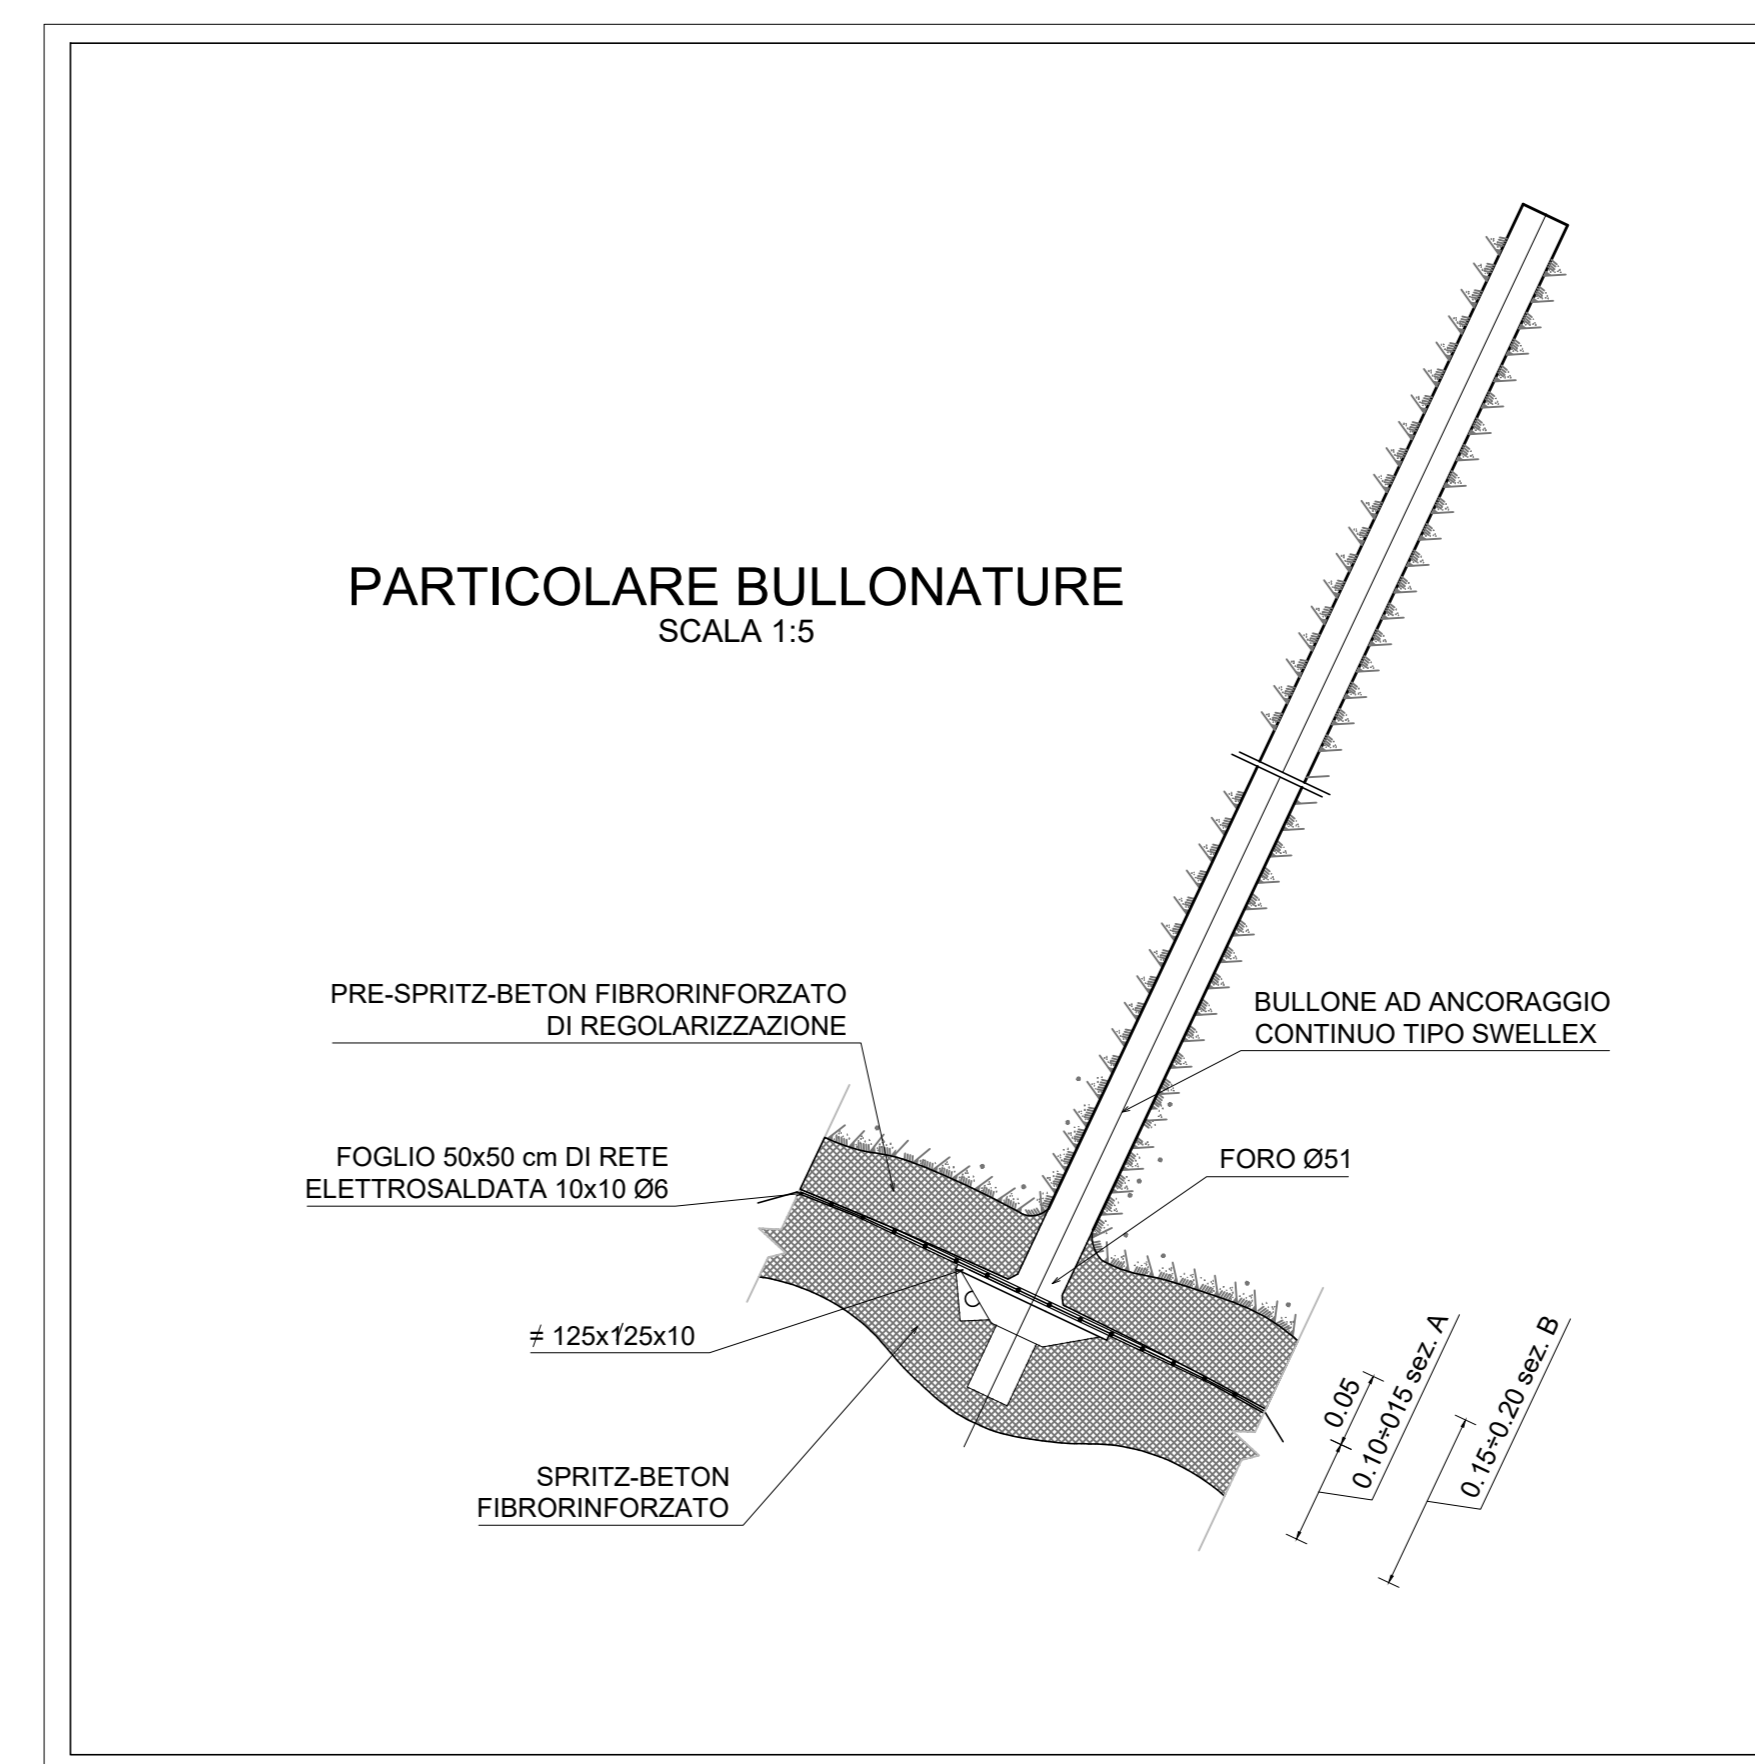 PARTICOLARE BULLONATURE
SCALA 1:5
PRE-SPRITZ-BETON FIBRORINFORZATO
DI REGOLARIZZAZIONE
BULLONE AD ANCORAGGIO
CONTINUO TIPO SWELLEX
FOGLIO 50x50 cm DI RETE
ELETTROSALDATA 10x10 Ø6
FORO Ø51
≠ 125x125x10
0.05
0.10÷015 sez. A
0.15÷0.20 sez. B
SPRITZ-BETON
FIBRORINFORZATO